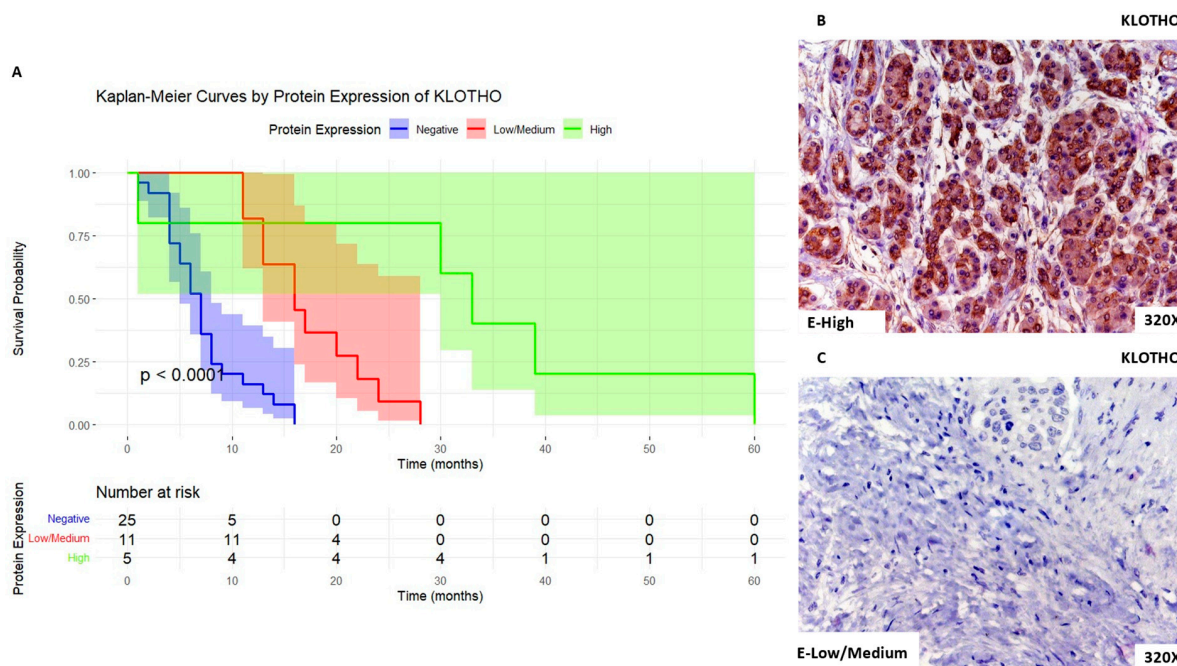 A
Kaplan-Meier Curves by Protein Expression of KLOTHO
Protein Expression Negative Low/Medium High
Survival Probability
1.00
0.75
0.50
0.25
0.00
p < 0.0001
0 10 20 30 40 50 60
Time (months)
Protein Expression
Number at risk
Negative 25 5 0 0 0 0 0
Low/Medium 11 11 4 0 0 0 0
High 5 4 4 4 1 1 1
0 10 20 30 40 50 60
Time (months)
B KLOTHO
E-High 320X
C KLOTHO
E-Low/Medium 320X